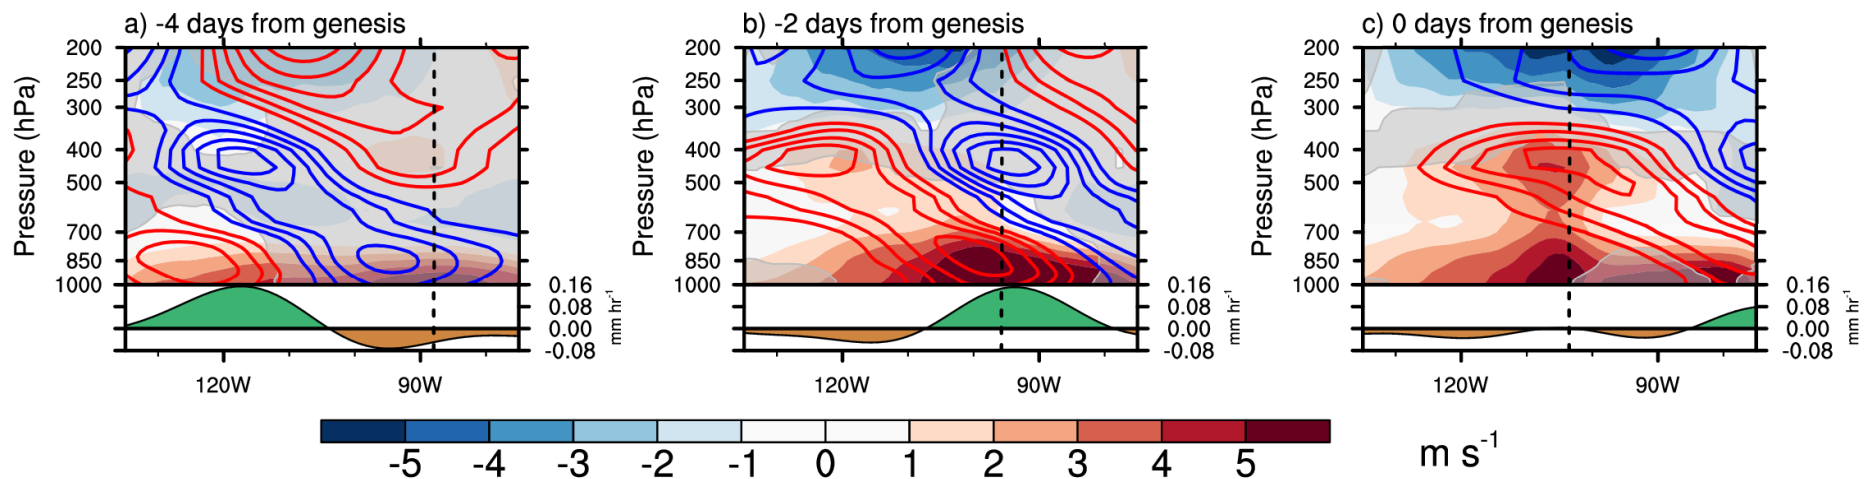 a) -4 days from genesis
b) -2 days from genesis
c) 0 days from genesis
Pressure (hPa)
200
250
300
400
500
700
850
1000
0.16
0.08
0.00
-0.08
mm hr-1
120W
90W
Pressure (hPa)
200
250
300
400
500
700
850
1000
0.16
0.08
0.00
-0.08
mm hr-1
120W
90W
Pressure (hPa)
200
250
300
400
500
700
850
1000
0.16
0.08
0.00
-0.08
mm hr-1
120W
90W
-5 -4 -3 -2 -1 0 1 2 3 4 5
m s-1